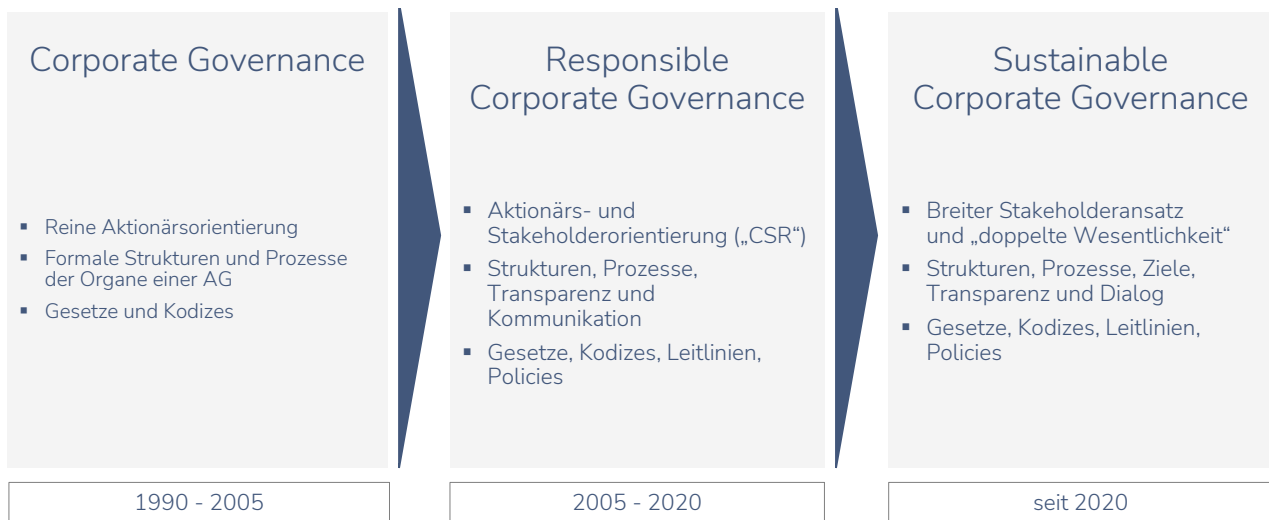 Corporate Governance
▪ Reine Aktionärsorientierung
▪ Formale Strukturen und Prozesse
der Organe einer AG
▪ Gesetze und Kodizes
1990 - 2005
Responsible
Corporate Governance
▪ Aktionärs- und
Stakeholderorientierung („CSR“)
▪ Strukturen, Prozesse,
Transparenz und
Kommunikation
▪ Gesetze, Kodizes, Leitlinien,
Policies
2005 - 2020
Sustainable
Corporate Governance
▪ Breiter Stakeholderansatz
und „doppelte Wesentlichkeit“
▪ Strukturen, Prozesse, Ziele,
Transparenz und Dialog
▪ Gesetze, Kodizes, Leitlinien,
Policies
seit 2020